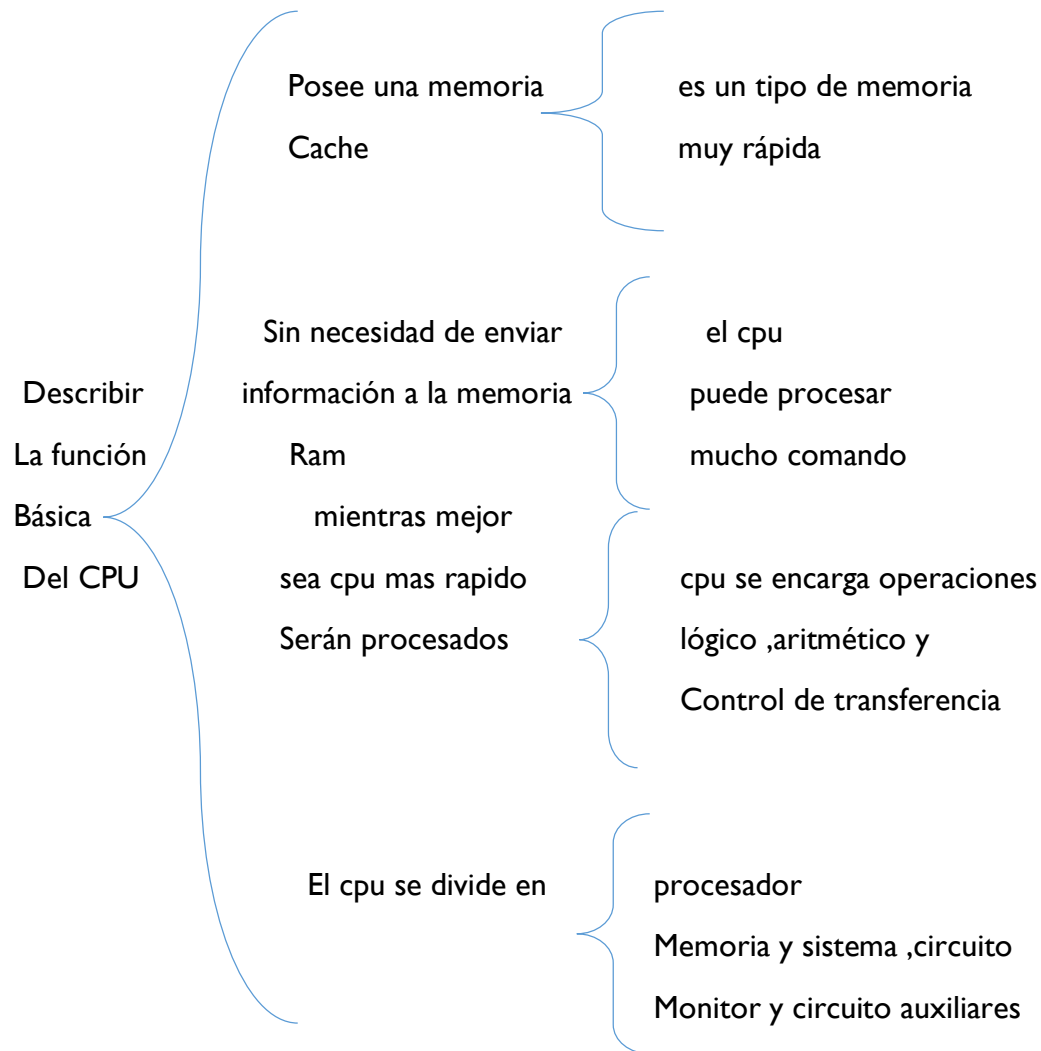 Posee una memoria
Cache
es un tipo de memoria
muy rápida
Describir
La función
Básica
Del CPU
Sin necesidad de enviar
información a la memoria
Ram
el cpu
puede procesar
mucho comando
mientras mejor
sea cpu mas rapido
Serán procesados
cpu se encarga operaciones
lógico ,aritmético y
Control de transferencia
El cpu se divide en
procesador
Memoria y sistema ,circuito
Monitor y circuito auxiliares